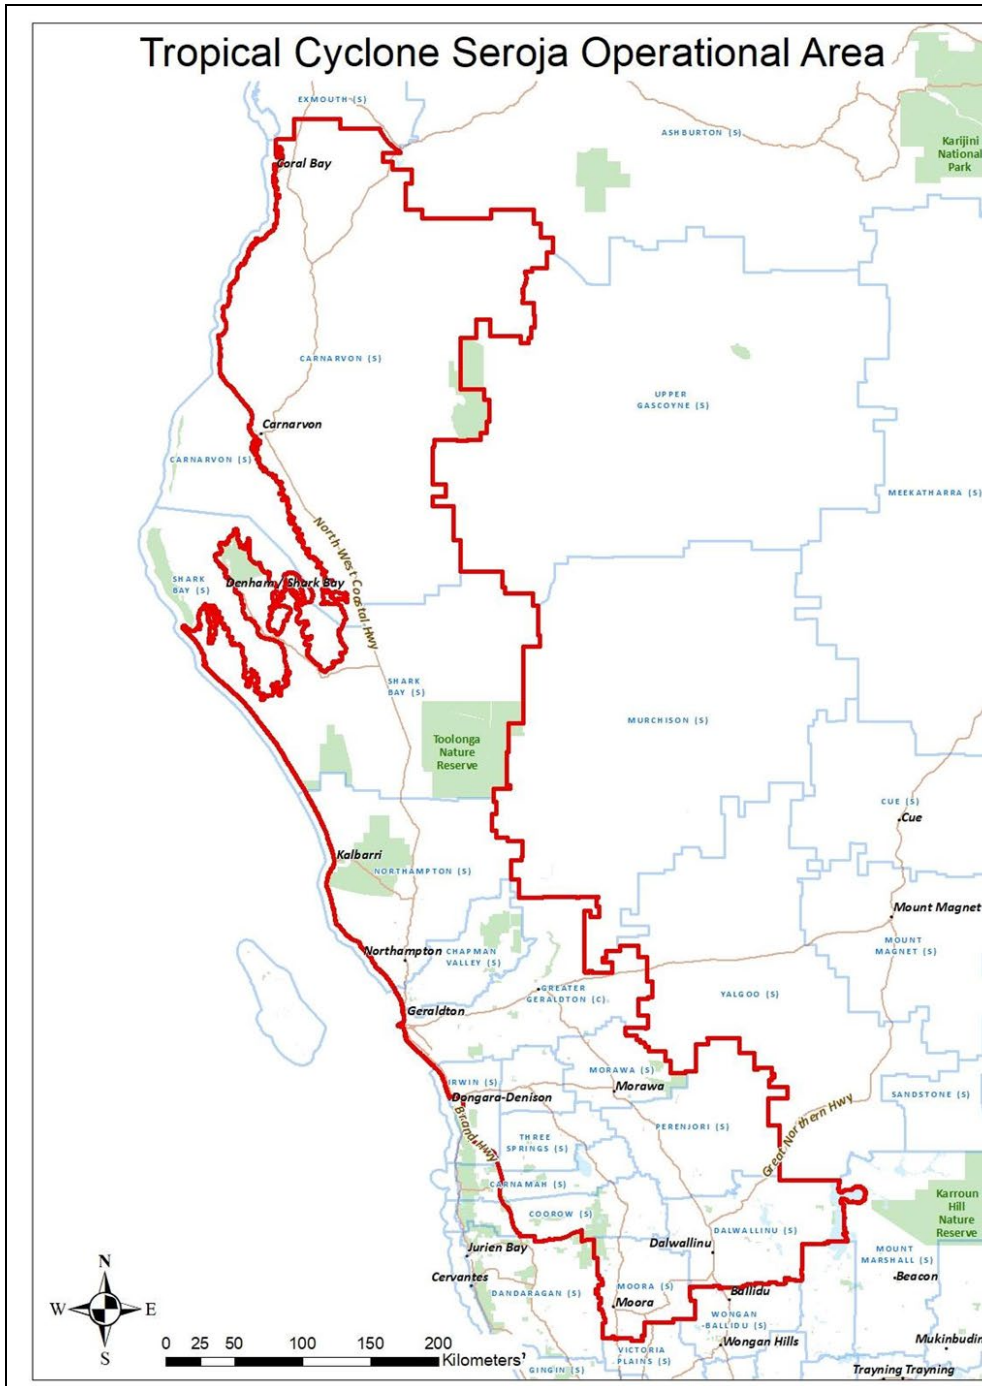 Tropical Cyclone Seroja Operational Area
EXMOUTH (S)
ASHBURTON (S)
Karijini
National
Park
Coral Bay
CARNARVON (S)
UPPER
GASCOYNE (S)
Carnarvon
CARNARVON (S)
MEEKATHARRA (S)
North-West-Coastal-Hwy
SHARK
BAY (S)
Denham / Shark Bay
SHARK
BAY (S)
MURCHISON (S)
Toolonga
Nature
Reserve
CUE (S)
Cue
Kalbarri
NORTHAMPTON (S)
Mount Magnet
Northampton
CHAPMAN
VALLEY (S)
MOUNT
MAGNET (S)
GREATER
GERALDTON (C)
YALGOO (S)
Geraldton
MORAWA (S)
IRWIN (S)
Morawa
SANDSTONE (S)
Dongara-Denison
Brand-Hwy
PERENJORI (S)
Great Northern Hwy
THREE
SPRINGS (S)
CARNAMAH (S)
Karroun
Hill
Nature
Reserve
COOROW (S)
DALWALLINU (S)
Jurien Bay
Dalwallinu
MOUNT
MARSHALL (S)
Cervantes
Beacon
DANDARAGAN (S)
MOORA (S)
Ballidu
Moora
WONGAN
-BALLIDU (S)
Wongan Hills
Mukinbudin
VICTORIA
PLAINS (S)
GINGIN (S)
Trayning Trayning
N
W E
S
0 25 50 100 150 200
Kilometers